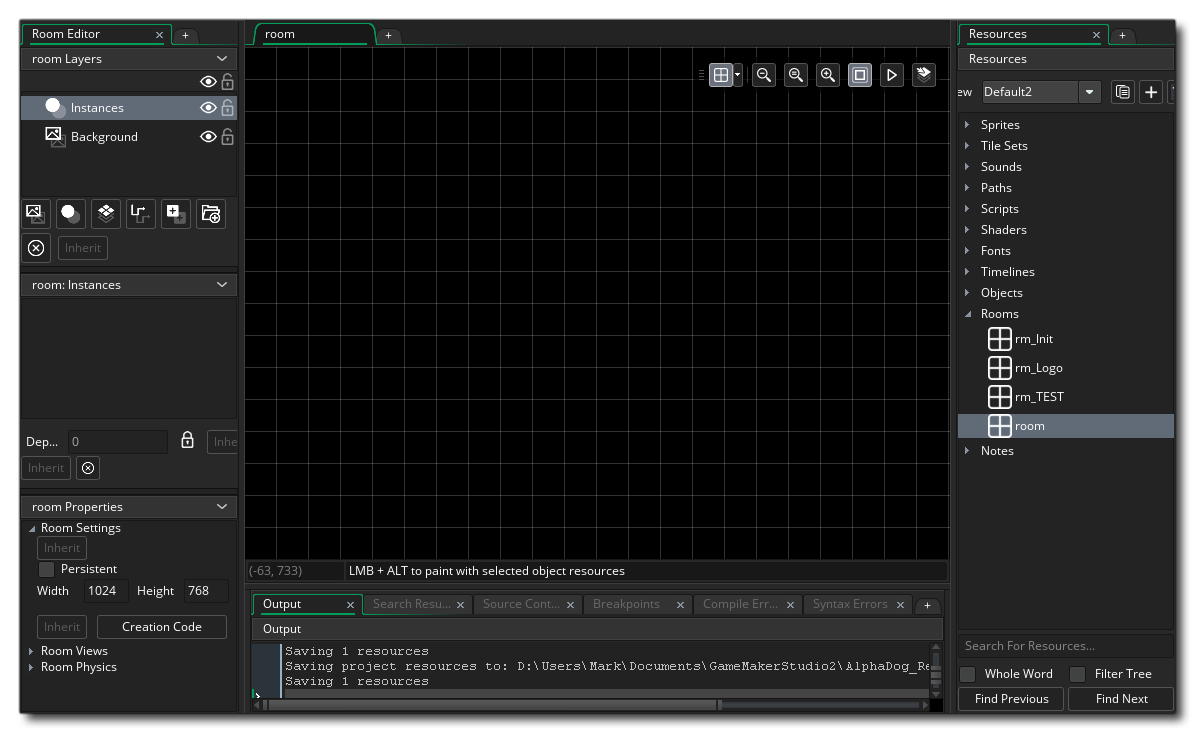 Room Editor
room Layers
Instances
Background
Inherit
room: Instances
Dep... 0 Inhe
Inherit
room Properties
Room Settings
Inherit
Persistent
Width 1024 Height 768
Inherit Creation Code
Room Views
Room Physics
room
(-63, 733) LMB + ALT to paint with selected object resources
Output Search Resu... Source Cont... Breakpoints Compile Err... Syntax Errors
Output
Saving 1 resources
Saving project resources to: D:\Users\Mark\Documents\GameMakerStudio2\AlphaDog_Re
Saving 1 resources
Resources
Resources
ew Default2
Sprites
Tile Sets
Sounds
Paths
Scripts
Shaders
Fonts
Timelines
Objects
Rooms
rm_Init
rm_Logo
rm_TEST
room
Notes
Search For Resources...
Whole Word Filter Tree
Find Previous Find Next